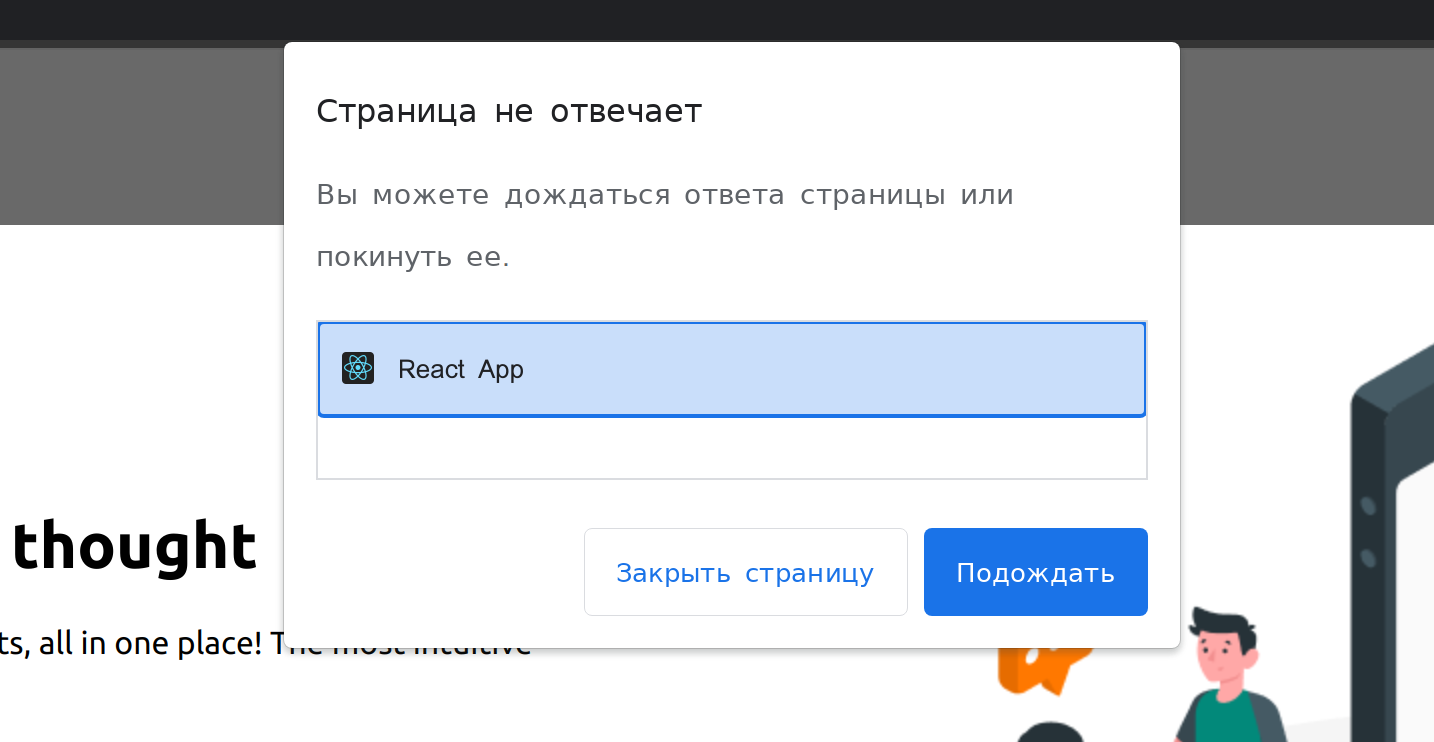 Страница не отвечает
Вы можете дождаться ответа страницы или
покинуть ее.
React App
Закрыть страницу
Подождать
thought
ts, all in one place! The most intuitive